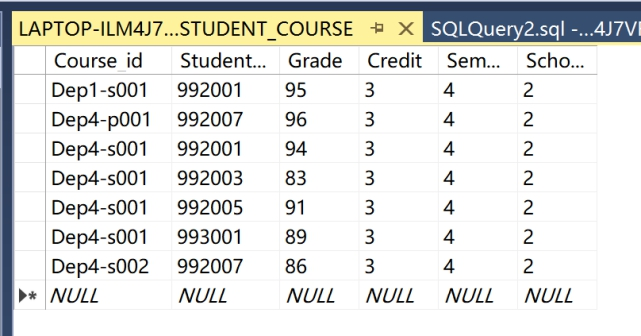 LAPTOP-ILM4J7...STUDENT_COURSE SQLQuery2.sql -...4J7VF
Course_id Student... Grade Credit Sem... Scho...
Dep1-s001 992001 95 3 4 2
Dep4-p001 992007 96 3 4 2
Dep4-s001 992001 94 3 4 2
Dep4-s001 992003 83 3 4 2
Dep4-s001 992005 91 3 4 2
Dep4-s001 993001 89 3 4 2
Dep4-s002 992007 86 3 4 2
NULL NULL NULL NULL NULL NULL